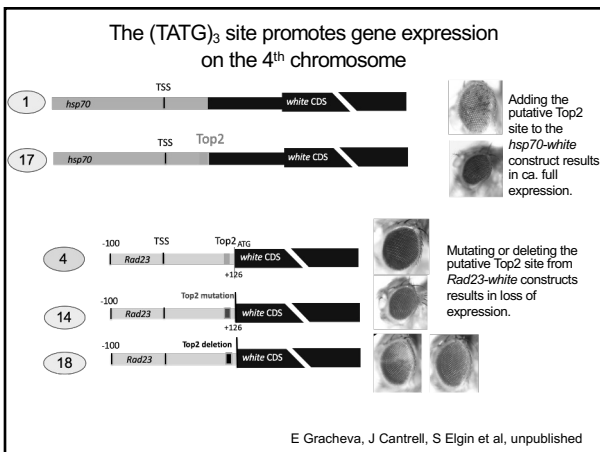 The (TATG)₃ site promotes gene expression
on the 4th chromosome
1
hsp70
TSS
white CDS
17
hsp70
TSS
Top2
white CDS
Adding the
putative Top2
site to the
hsp70-white
construct results
in ca. full
expression.
4
-100
TSS
Top2
ATG
Rad23
white CDS
+126
14
-100
Top2 mutation
Rad23
white CDS
+126
18
-100
Top2 deletion
Rad23
white CDS
Mutating or deleting the
putative Top2 site from
Rad23-white constructs
results in loss of
expression.
E Gracheva, J Cantrell, S Elgin et al, unpublished